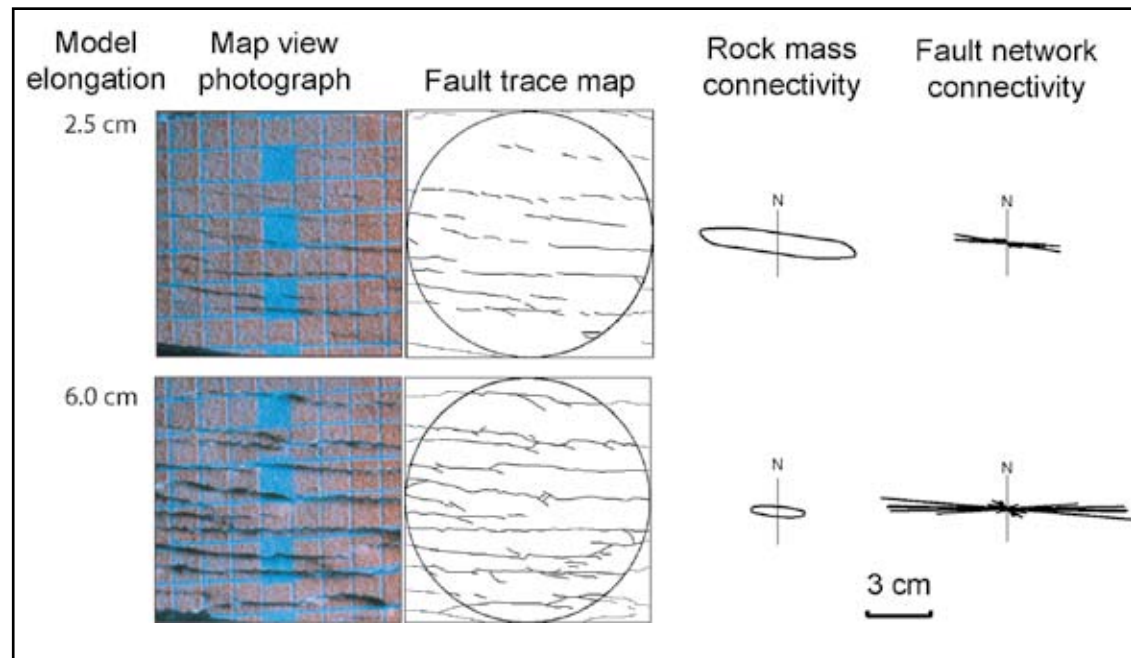 Model
elongation
Map view
photograph
Fault trace map
Rock mass
connectivity
Fault network
connectivity
2.5 cm
N
N
6.0 cm
N
N
3 cm